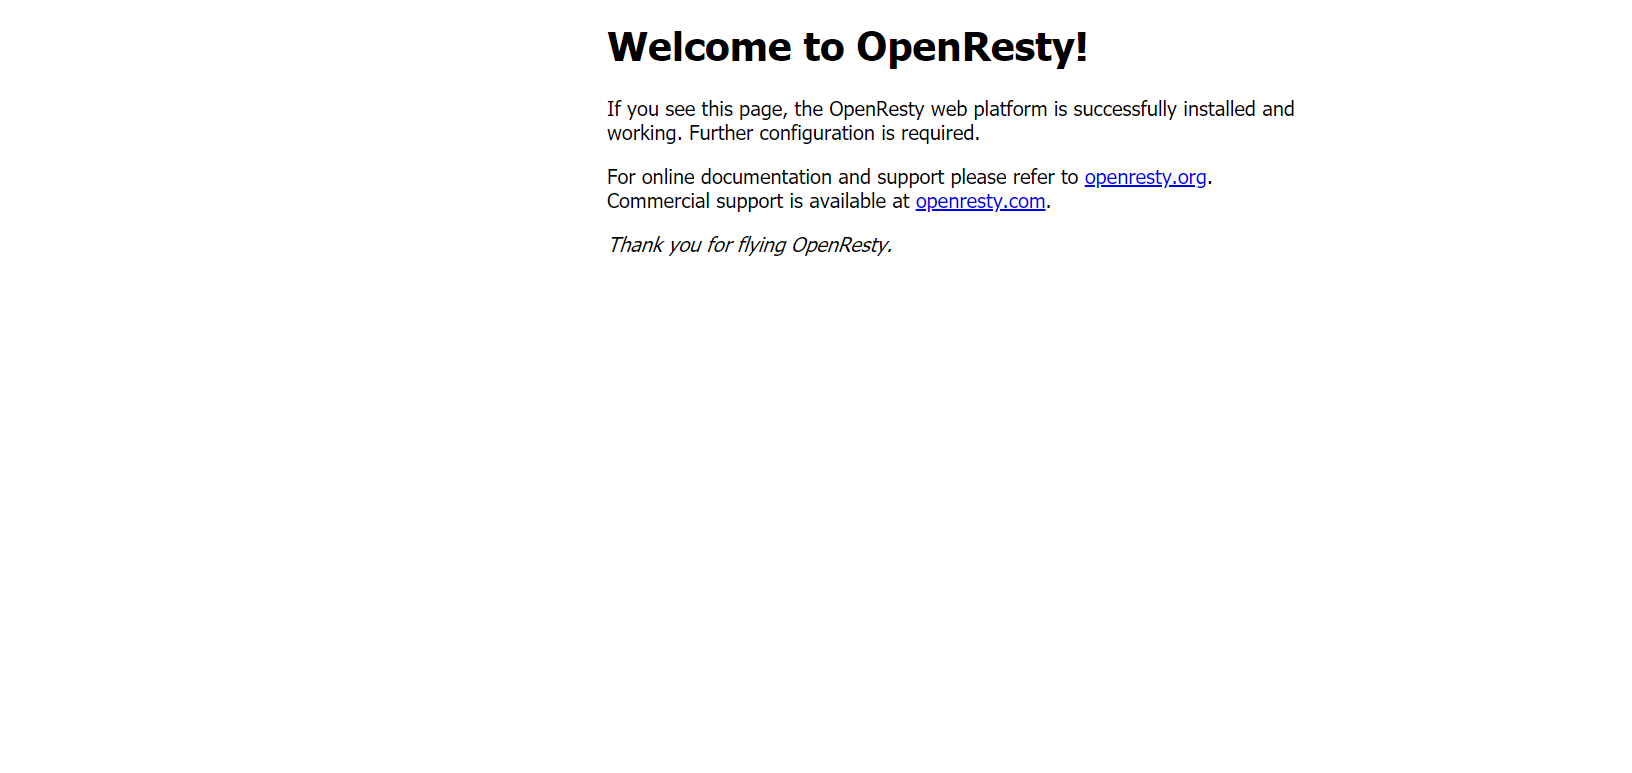 Welcome to OpenResty!
If you see this page, the OpenResty web platform is successfully installed and
working. Further configuration is required.
For online documentation and support please refer to openresty.org.
Commercial support is available at openresty.com.
Thank you for flying OpenResty.